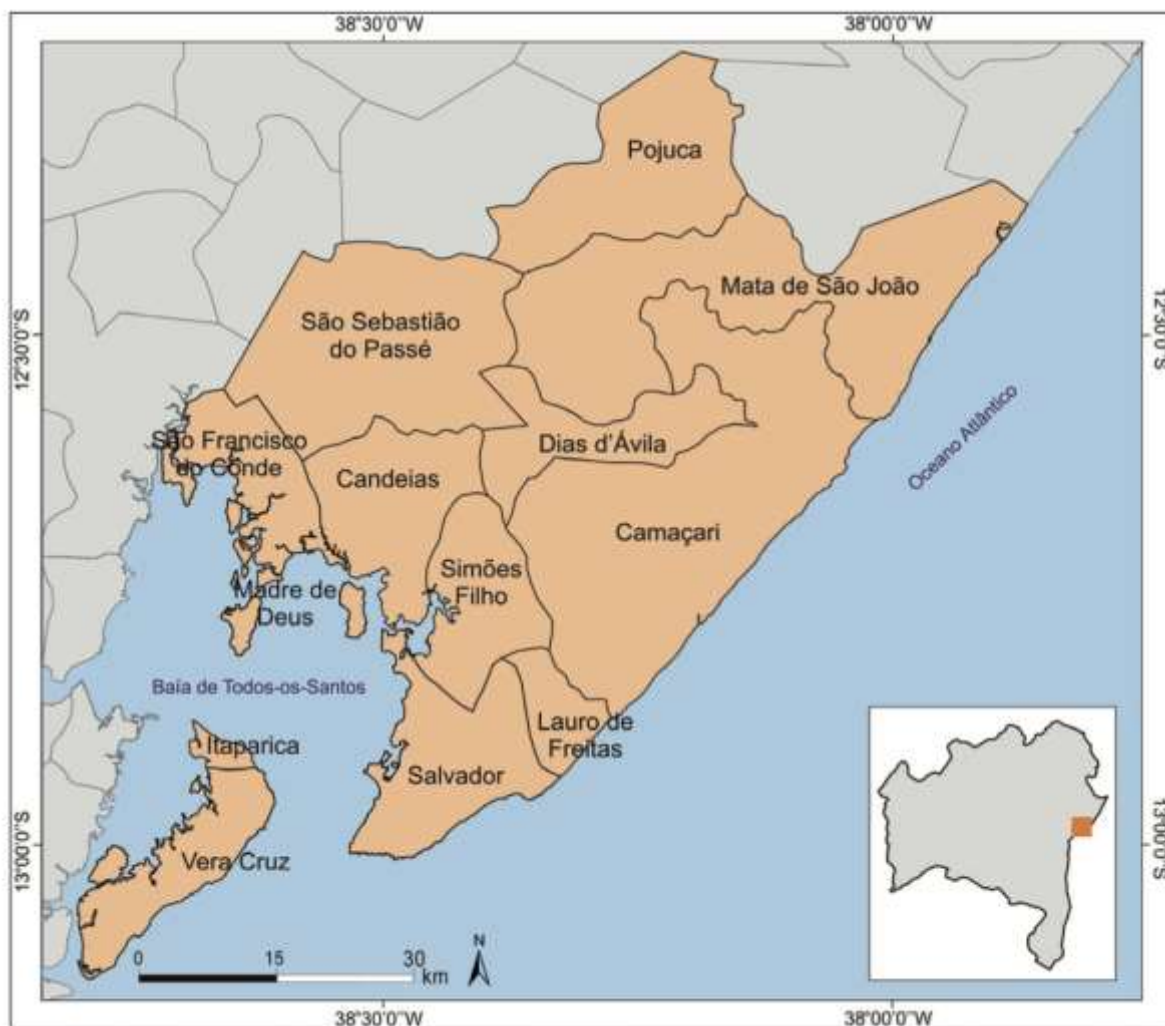 38°30'0"W
38°00'0"W
Pojuca
Mata de São João
São Sebastião
do Passé
12°30'0"S
12°30'0"S
Oceano Atlântico
São Francisco
do Conde
Dias d'Ávila
Candeias
Camaçari
Simões
Filho
Madre de
Deus
Baía de Todos-os-Santos
Lauro de
Freitas
Itaparica
Salvador
13°00'0"S
13°00'0"S
Vera Cruz
N
0
15
30
km
38°30'0"W
38°00'0"W